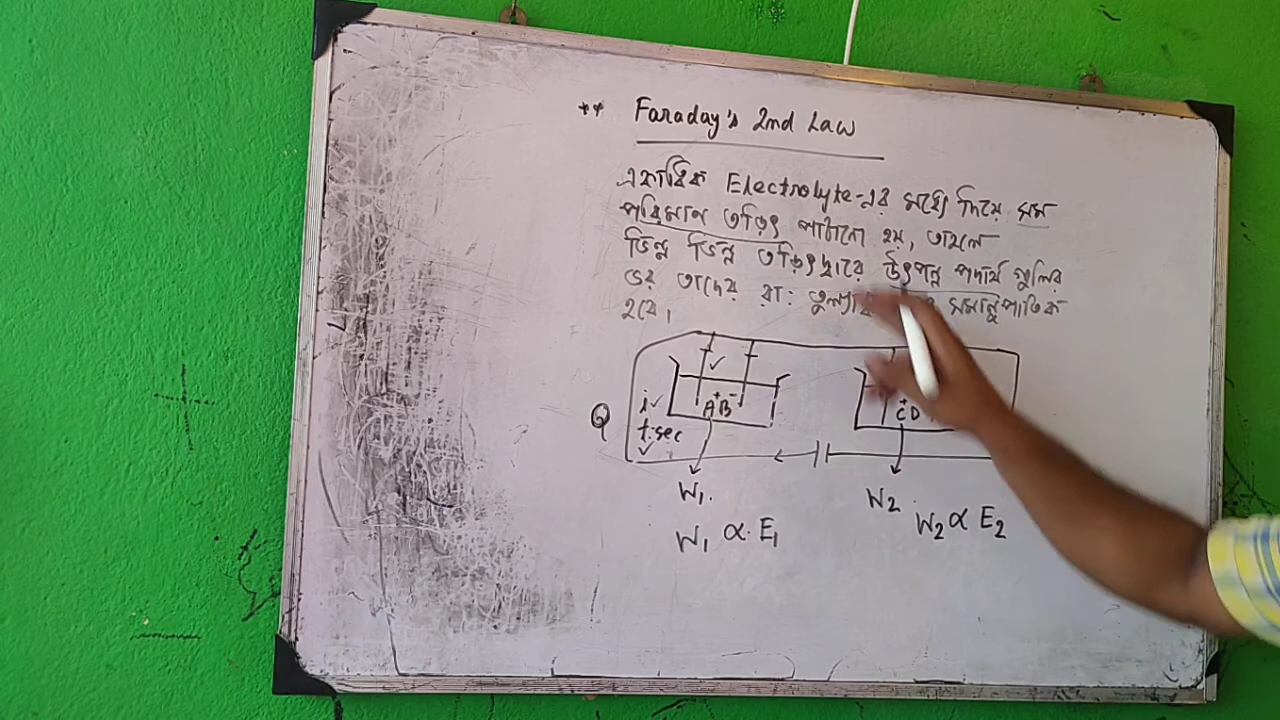 ** Faraday's 2nd Law
একাধিক Electrolyte-এর মধ্যে দিয়ে সম
পরিমাণ তড়িৎ পাঠানো হয়, তাহলে
ভিন্ন ভিন্ন তড়িৎদ্বারে উৎপন্ন পদার্থ গুলির
ভর তাদের রা: সমানুপাতিক
হবে।
Q
i ✓
t sec
✓
✓
A⁺B⁻
C⁺D
W₁.
W₂
W₁ ∝ E₁
W₂ ∝ E₂